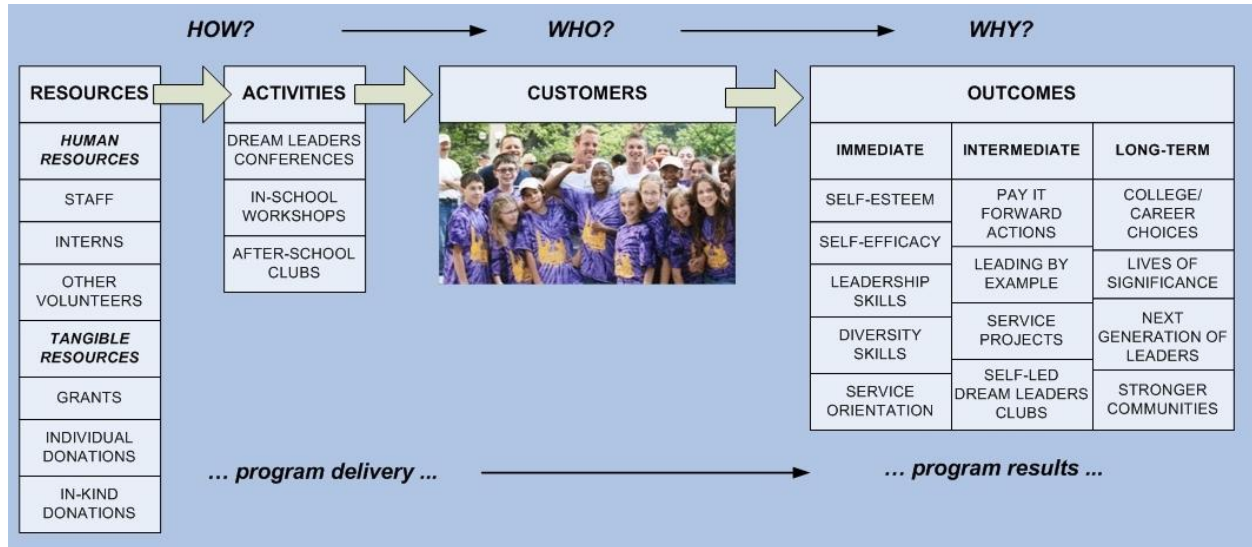 HOW?
WHO?
WHY?
RESOURCES
HUMAN
RESOURCES
STAFF
INTERNS
OTHER
VOLUNTEERS
TANGIBLE
RESOURCES
GRANTS
INDIVIDUAL
DONATIONS
IN-KIND
DONATIONS
ACTIVITIES
DREAM LEADERS
CONFERENCES
IN-SCHOOL
WORKSHOPS
AFTER-SCHOOL
CLUBS
CUSTOMERS
OUTCOMES
IMMEDIATE
SELF-ESTEEM
SELF-EFFICACY
LEADERSHIP
SKILLS
DIVERSITY
SKILLS
SERVICE
ORIENTATION
INTERMEDIATE
PAY IT
FORWARD
ACTIONS
LEADING BY
EXAMPLE
SERVICE
PROJECTS
SELF-LED
DREAM LEADERS
CLUBS
LONG-TERM
COLLEGE/
CAREER
CHOICES
LIVES OF
SIGNIFICANCE
NEXT
GENERATION OF
LEADERS
STRONGER
COMMUNITIES
... program delivery ...
... program results ...